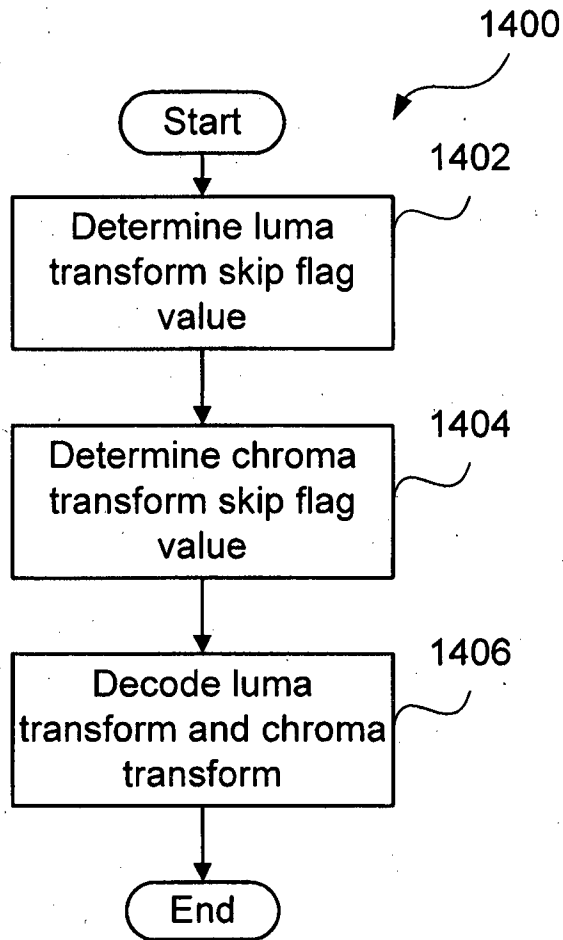 1400
Start
1402
Determine luma
transform skip flag
value
1404
Determine chroma
transform skip flag
value
1406
Decode luma
transform and chroma
transform
End